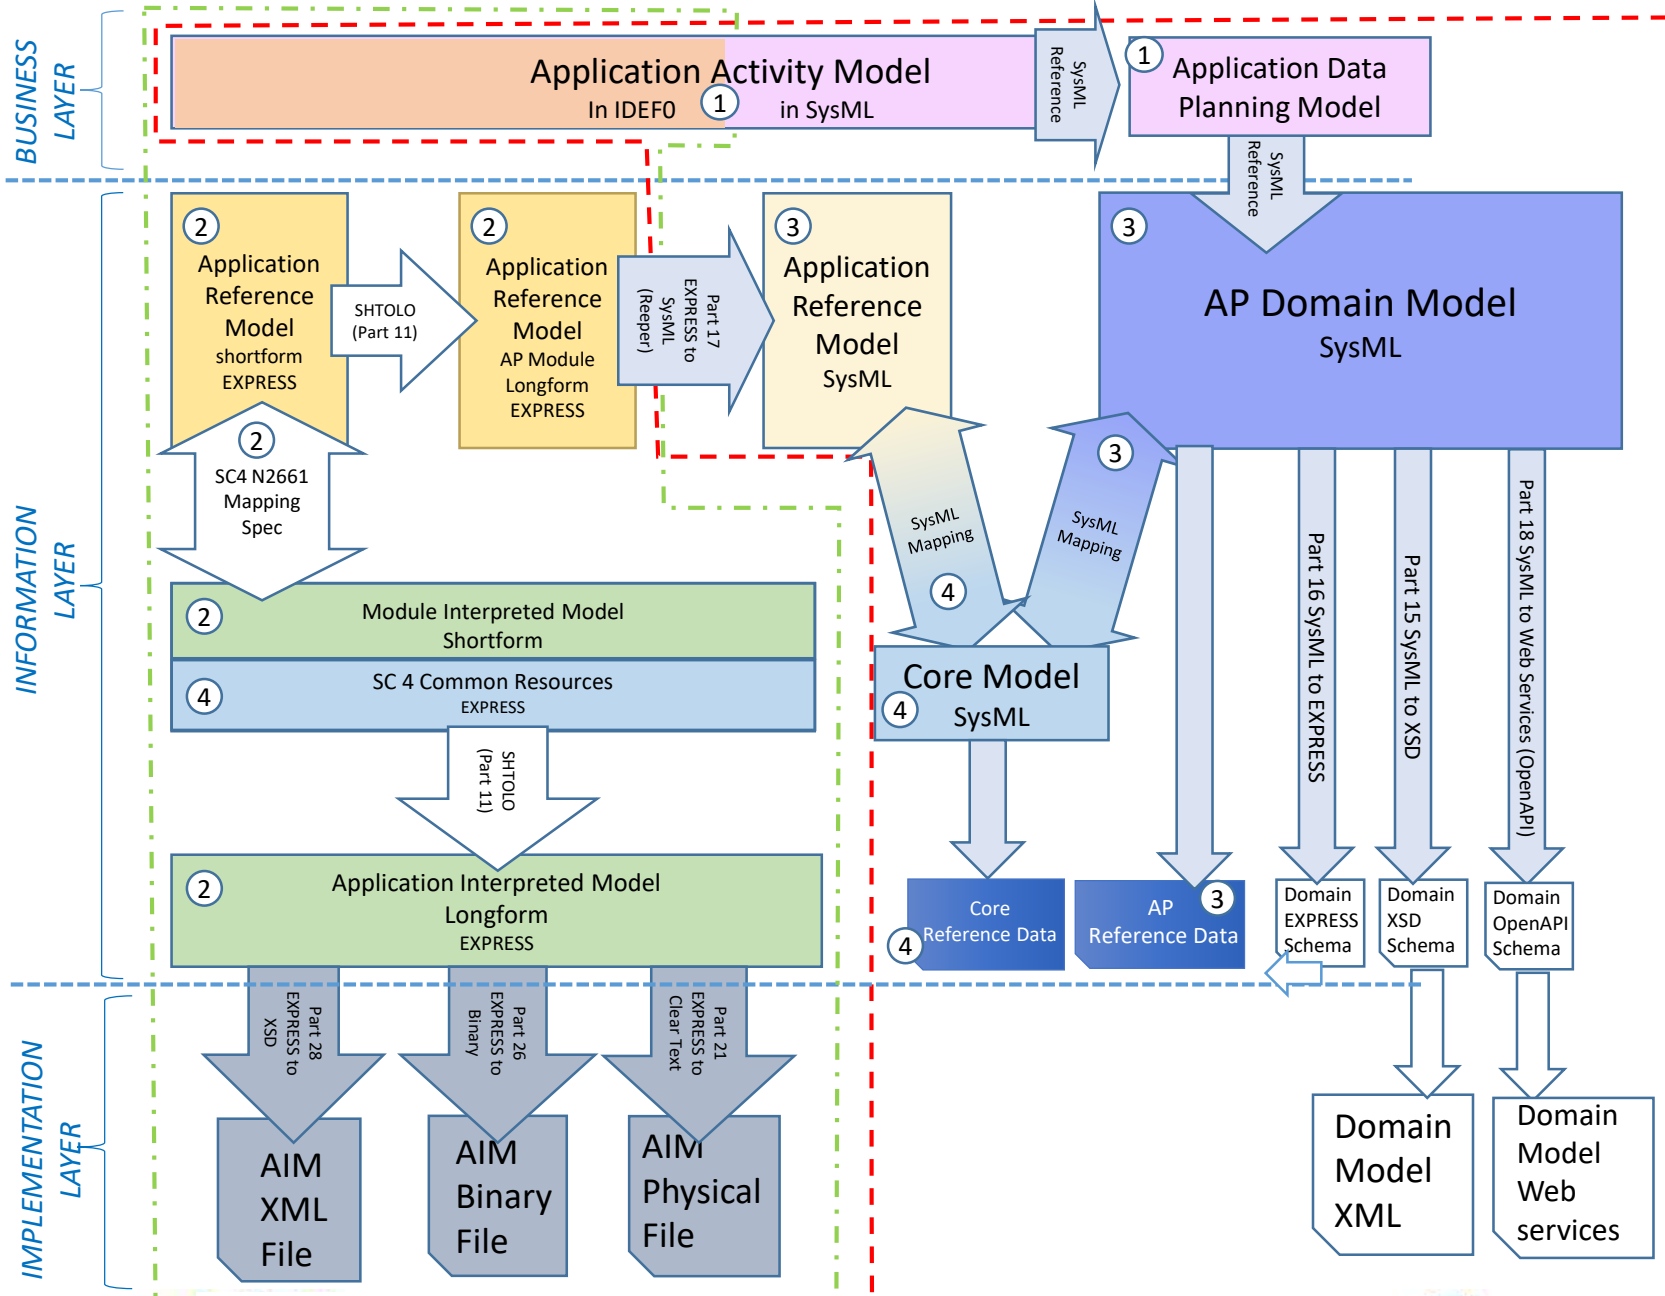 BUSINESS
LAYER
Application Activity Model
In IDEF0
1
in SysML
SysML
Reference
1
Application Data
Planning Model
SysML
Reference
INFORMATION
LAYER
2
Application
Reference
Model
shortform
EXPRESS
SHTOLO
(Part 11)
2
Application
Reference
Model
AP Module
Longform
EXPRESS
Part 17
EXPRESS to
SysML
(Reeper)
3
Application
Reference
Model
SysML
3
AP Domain Model
SysML
2
SC4 N2661
Mapping
Spec
SysML
Mapping
4
3
SysML
Mapping
Part 16 SysML to EXPRESS
Part 15 SysML to XSD
Part 18 SysML to Web Services (OpenAPI)
2
Module Interpreted Model
Shortform
4
SC 4 Common Resources
EXPRESS
Core Model
4
SysML
SHTOLO
(Part 11)
2
Application Interpreted Model
Longform
EXPRESS
Core
Reference Data
4
3
AP
Reference Data
Domain
EXPRESS
Schema
Domain
XSD
Schema
Domain
OpenAPI
Schema
IMPLEMENTATION
LAYER
Part 28
EXPRESS to
XSD
Part 26
EXPRESS to
Binary
Part 21
EXPRESS to
Clear Text
AIM
XML
File
AIM
Binary
File
AIM
Physical
File
Domain
Model
XML
Domain
Model
Web
services